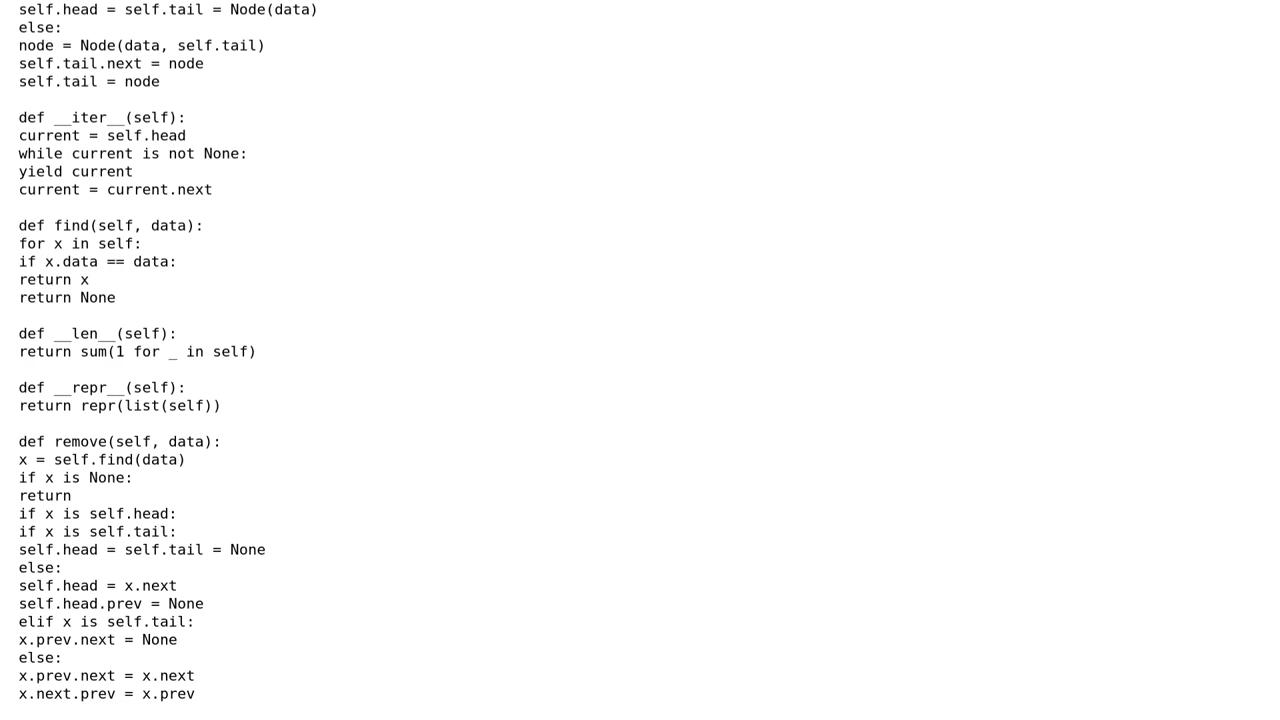 self.head = self.tail = Node(data)
else:
node = Node(data, self.tail)
self.tail.next = node
self.tail = node

def __iter__(self):
current = self.head
while current is not None:
yield current
current = current.next

def find(self, data):
for x in self:
if x.data == data:
return x
return None

def __len__(self):
return sum(1 for _ in self)

def __repr__(self):
return repr(list(self))

def remove(self, data):
x = self.find(data)
if x is None:
return
if x is self.head:
if x is self.tail:
self.head = self.tail = None
else:
self.head = x.next
self.head.prev = None
elif x is self.tail:
x.prev.next = None
else:
x.prev.next = x.next
x.next.prev = x.prev